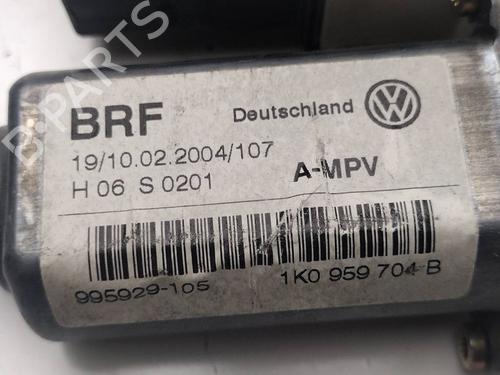 BRF
Deutschland
19/10.02.2004/107
H 06 S 0201
A-MPV
995929-105
1K0 959 704 B
B-Parts